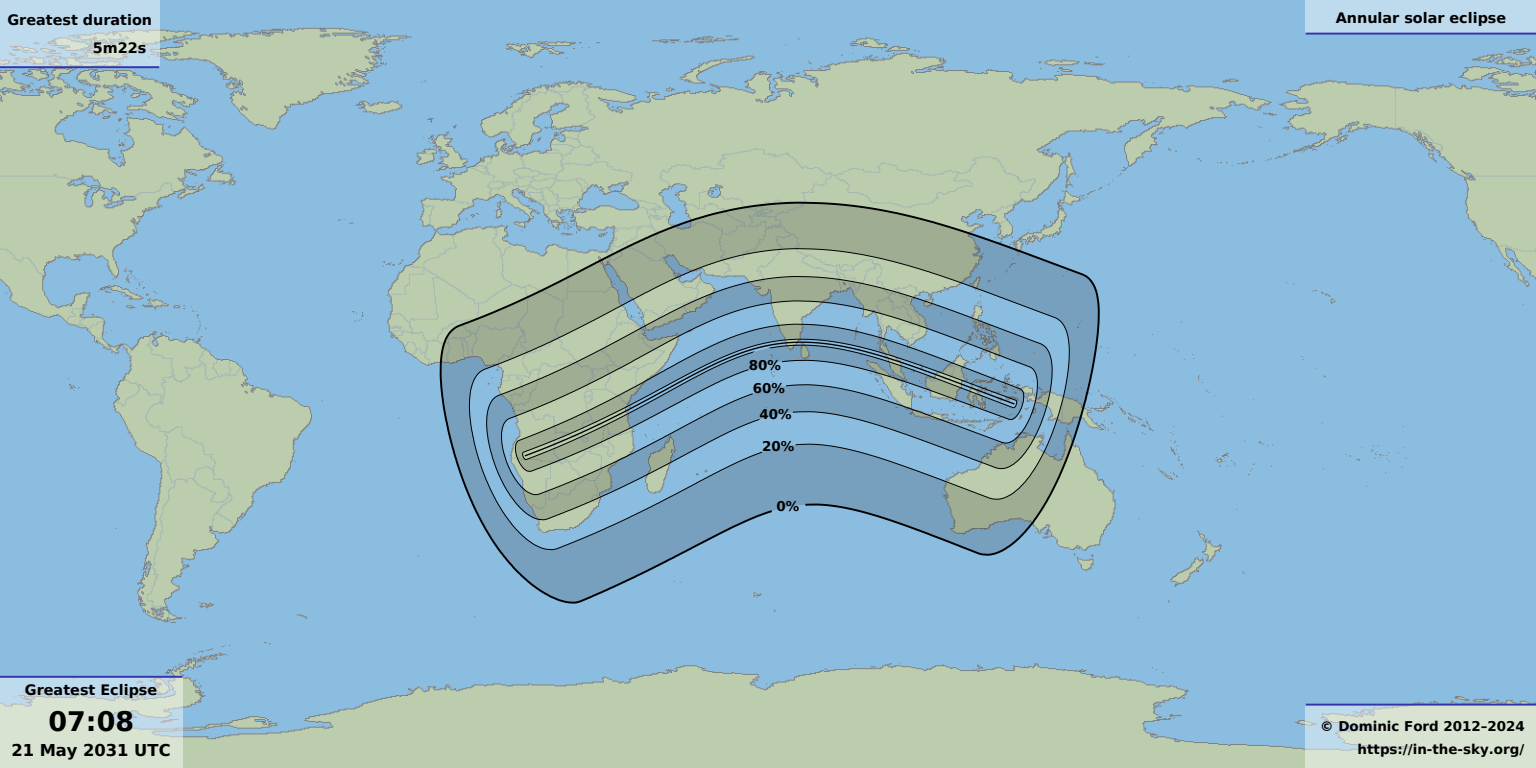 Greatest duration
5m22s
Annular solar eclipse
80%
60%
40%
20%
0%
Greatest Eclipse
07:08
21 May 2031 UTC
© Dominic Ford 2012–2024
https://in-the-sky.org/